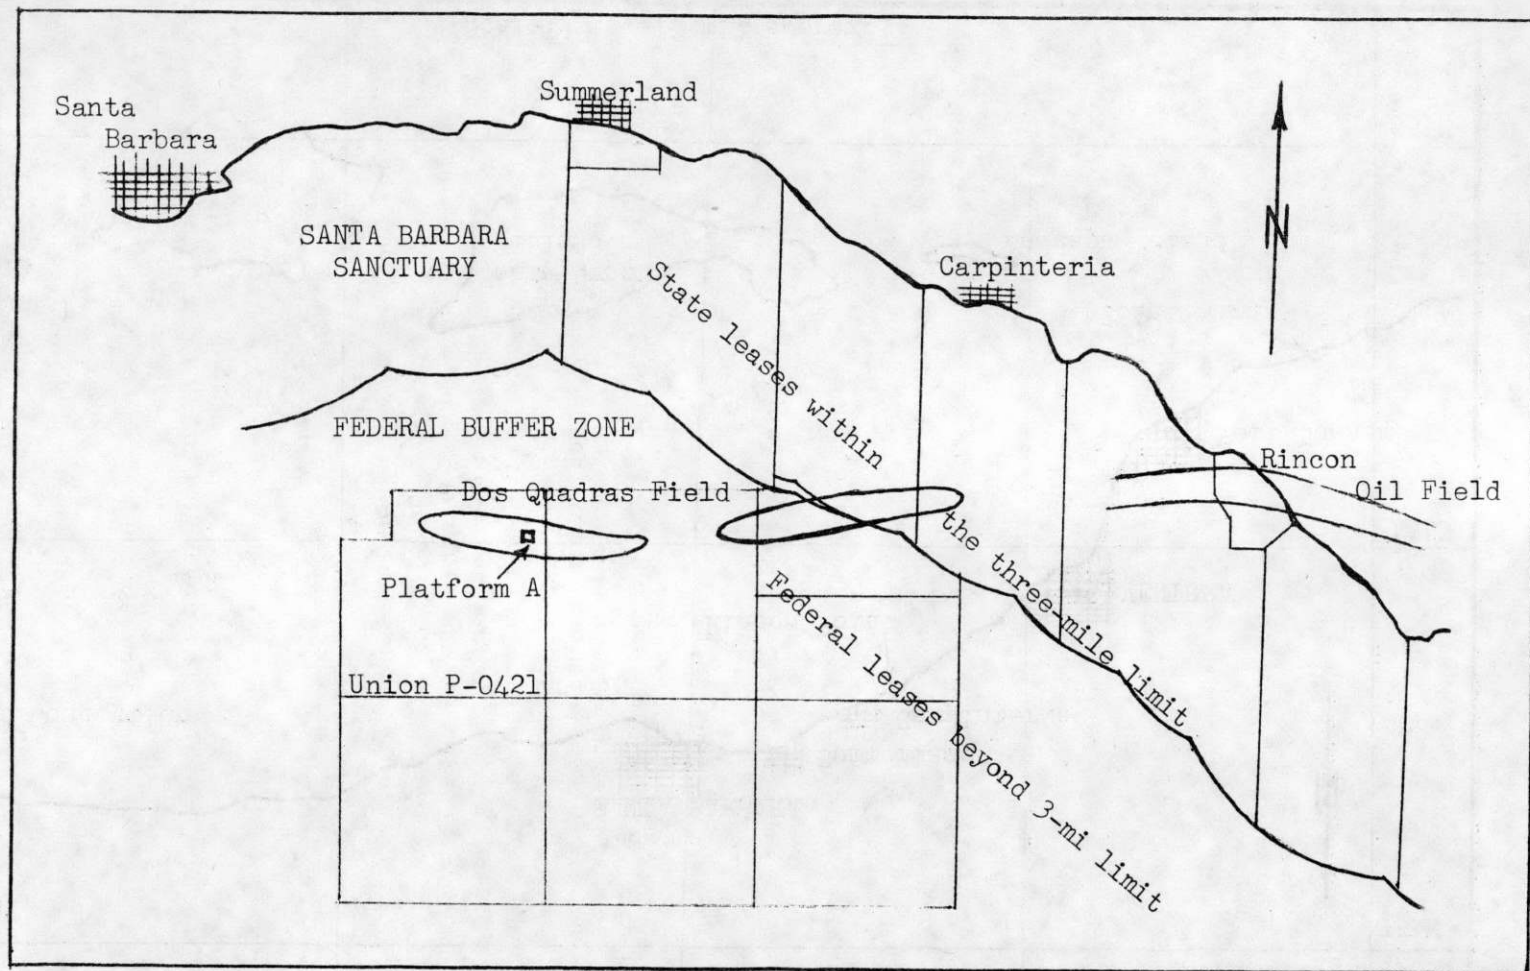 Summerland
Santa
Barbara
SANTA BARBARA
SANCTUARY
N
Carpinteria
State leases within
the three-mile limit
FEDERAL BUFFER ZONE
Rincon
Oil Field
Dos Quadras Field
Platform A
Federal leases beyond 3-mi limit
Union P-0421